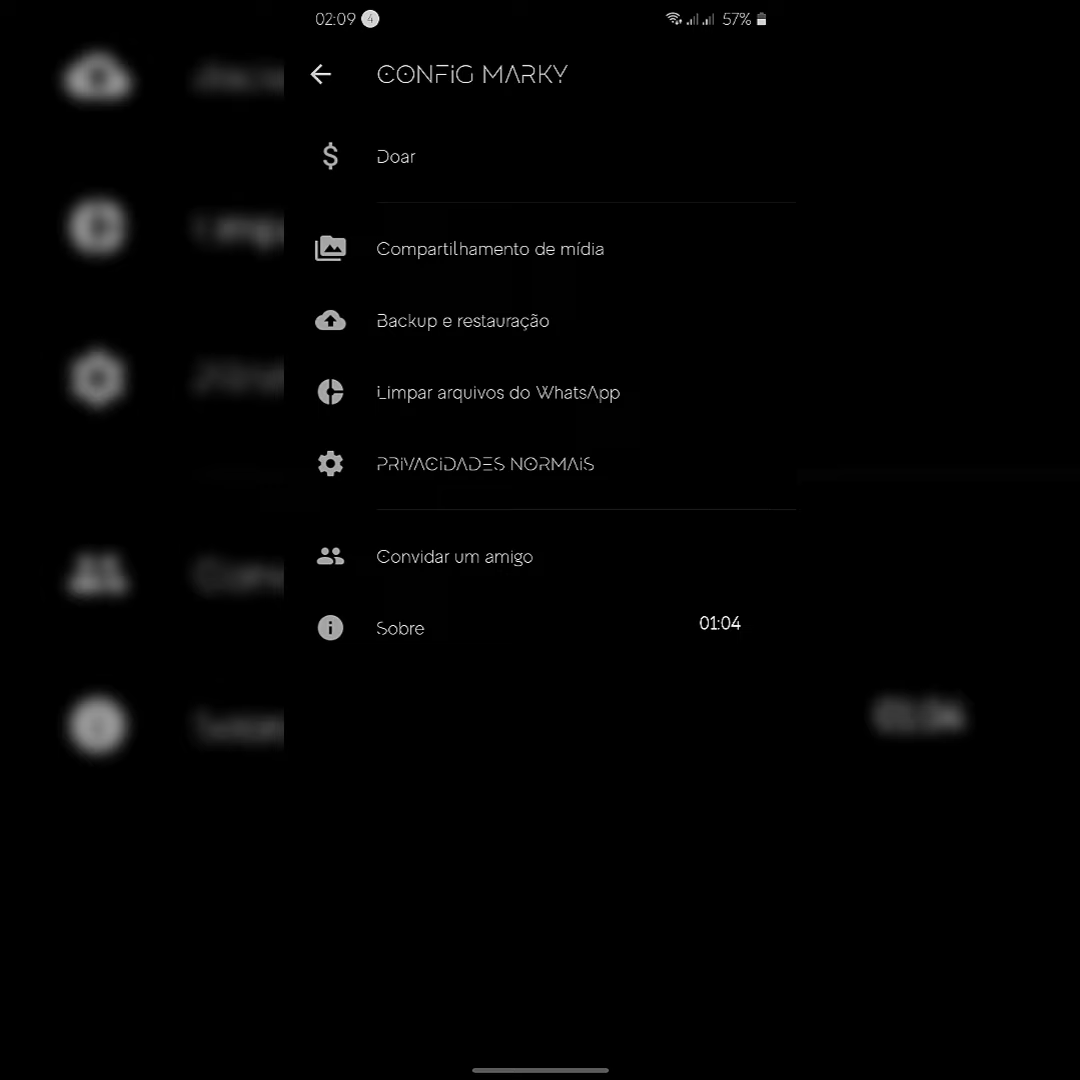 02:09 4 57%
CONFiG MARKY
Doar
Compartilhamento de mídia
Backup e restauração
Limpar arquivos do WhatsApp
PRiVACiDADES NORMAiS
Convidar um amigo
Sobre 01:04